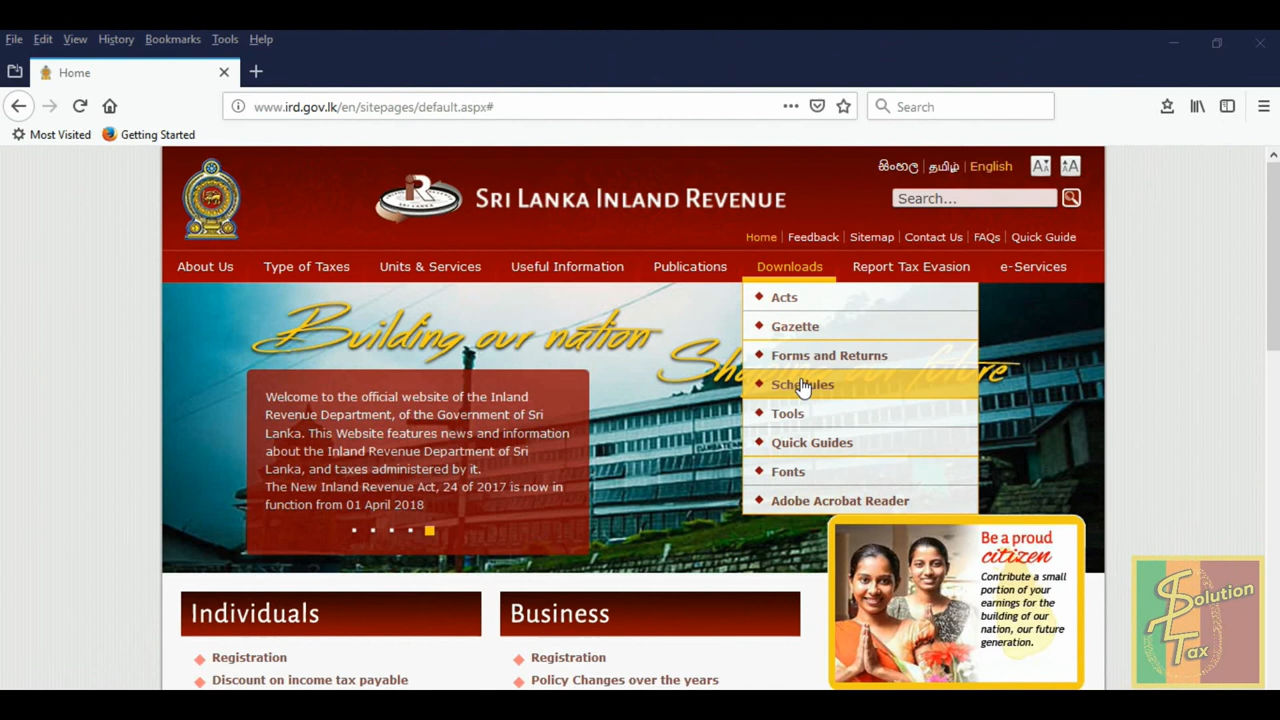 File Edit View History Bookmarks Tools Help
Home
www.ird.gov.lk/en/sitepages/default.aspx#
Search
Most Visited Getting Started
සිංහල தமிழ் English A A
SRI LANKA INLAND REVENUE
Search...
Home Feedback Sitemap Contact Us FAQs Quick Guide
About Us Type of Taxes Units & Services Useful Information Publications Downloads Report Tax Evasion e-Services
Acts
Gazette
Forms and Returns
Schedules
Tools
Quick Guides
Fonts
Adobe Acrobat Reader
Building our nation
our future
Welcome to the official website of the Inland
Revenue Department, of the Government of Sri
Lanka. This Website features news and information
about the Inland Revenue Department of Sri
Lanka, and taxes administered by it.
The New Inland Revenue Act, 24 of 2017 is now in
function from 01 April 2018
Be a proud
citizen
Contribute a small
portion of your
earnings for the
building of our
nation, our future
generation.
Individuals
Registration
Discount on income tax payable
Business
Registration
Policy Changes over the years
Solution
Tax